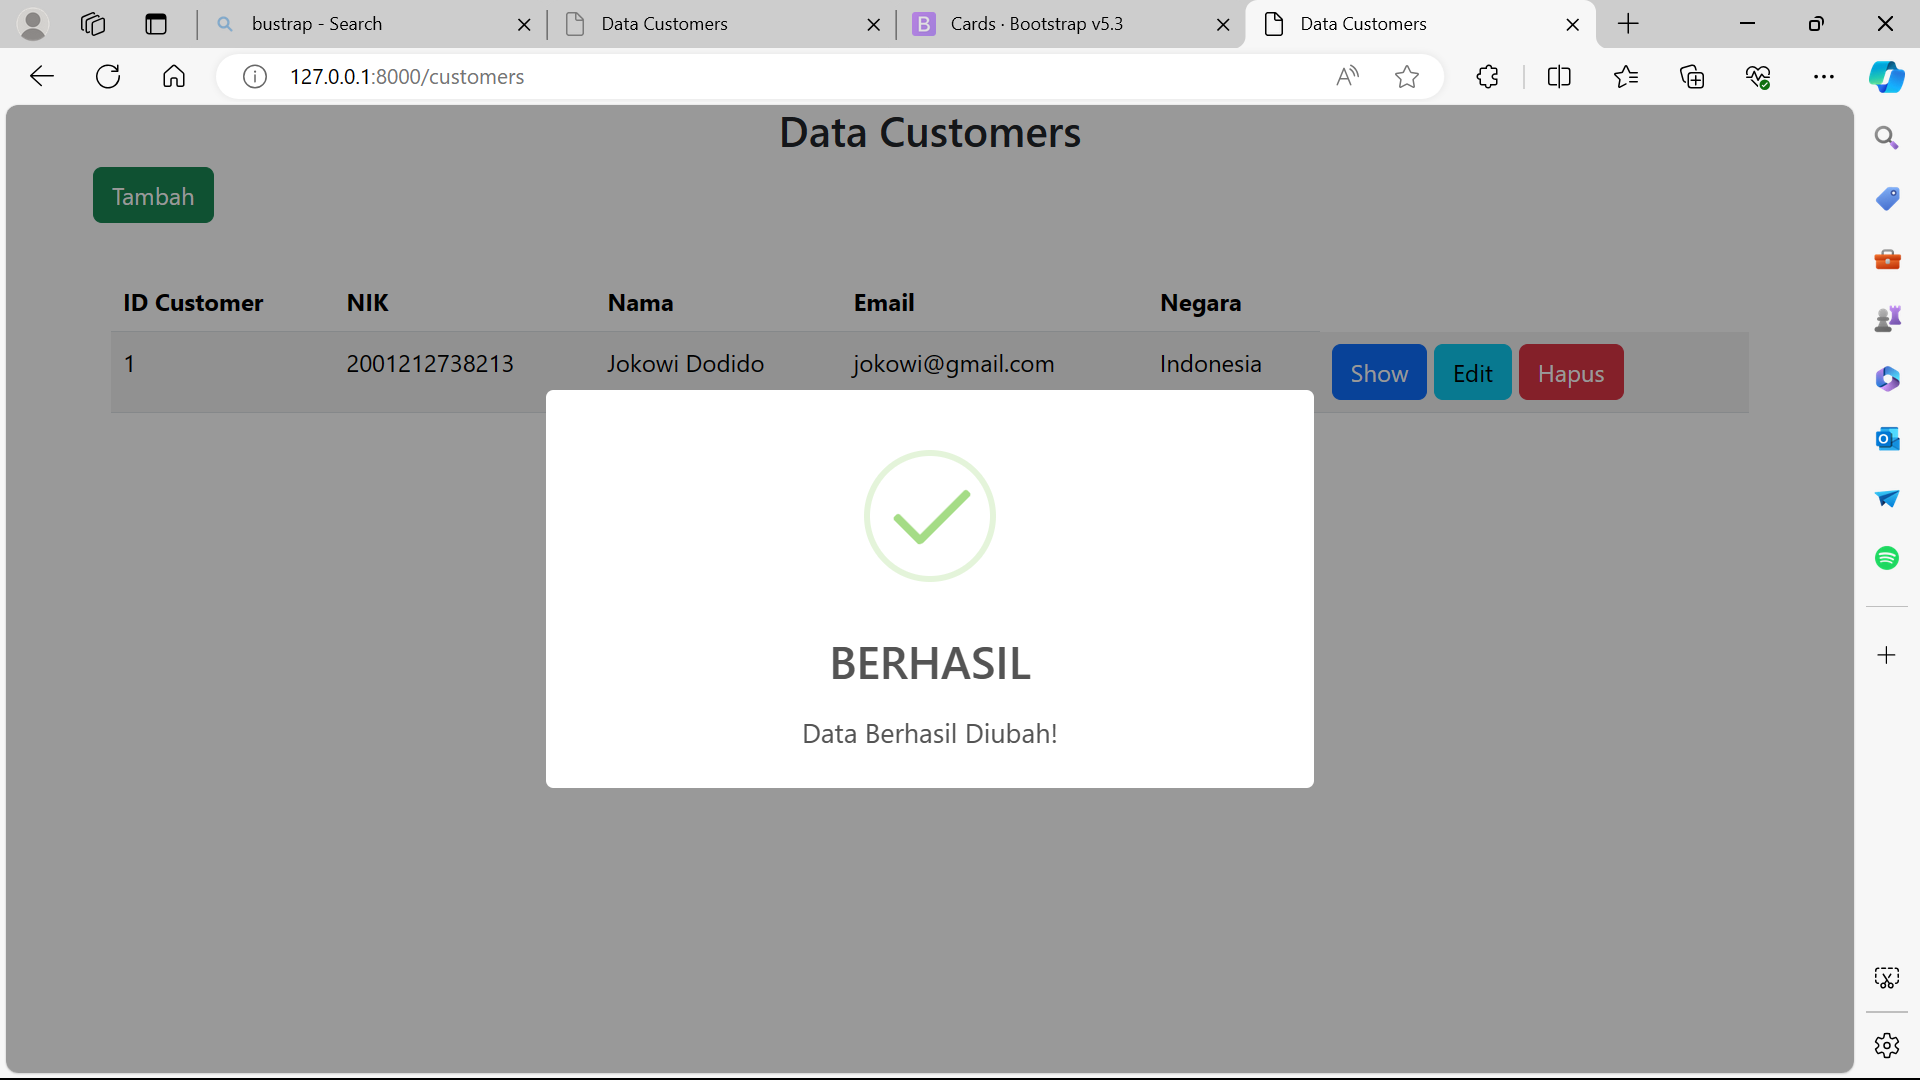 bustrap - Search
Data Customers
Cards · Bootstrap v5.3
Data Customers
127.0.0.1:8000/customers
Data Customers
Tambah
ID Customer NIK Nama Email Negara
1 2001212738213 Jokowi Dodido jokowi@gmail.com Indonesia Show Edit Hapus
BERHASIL
Data Berhasil Diubah!